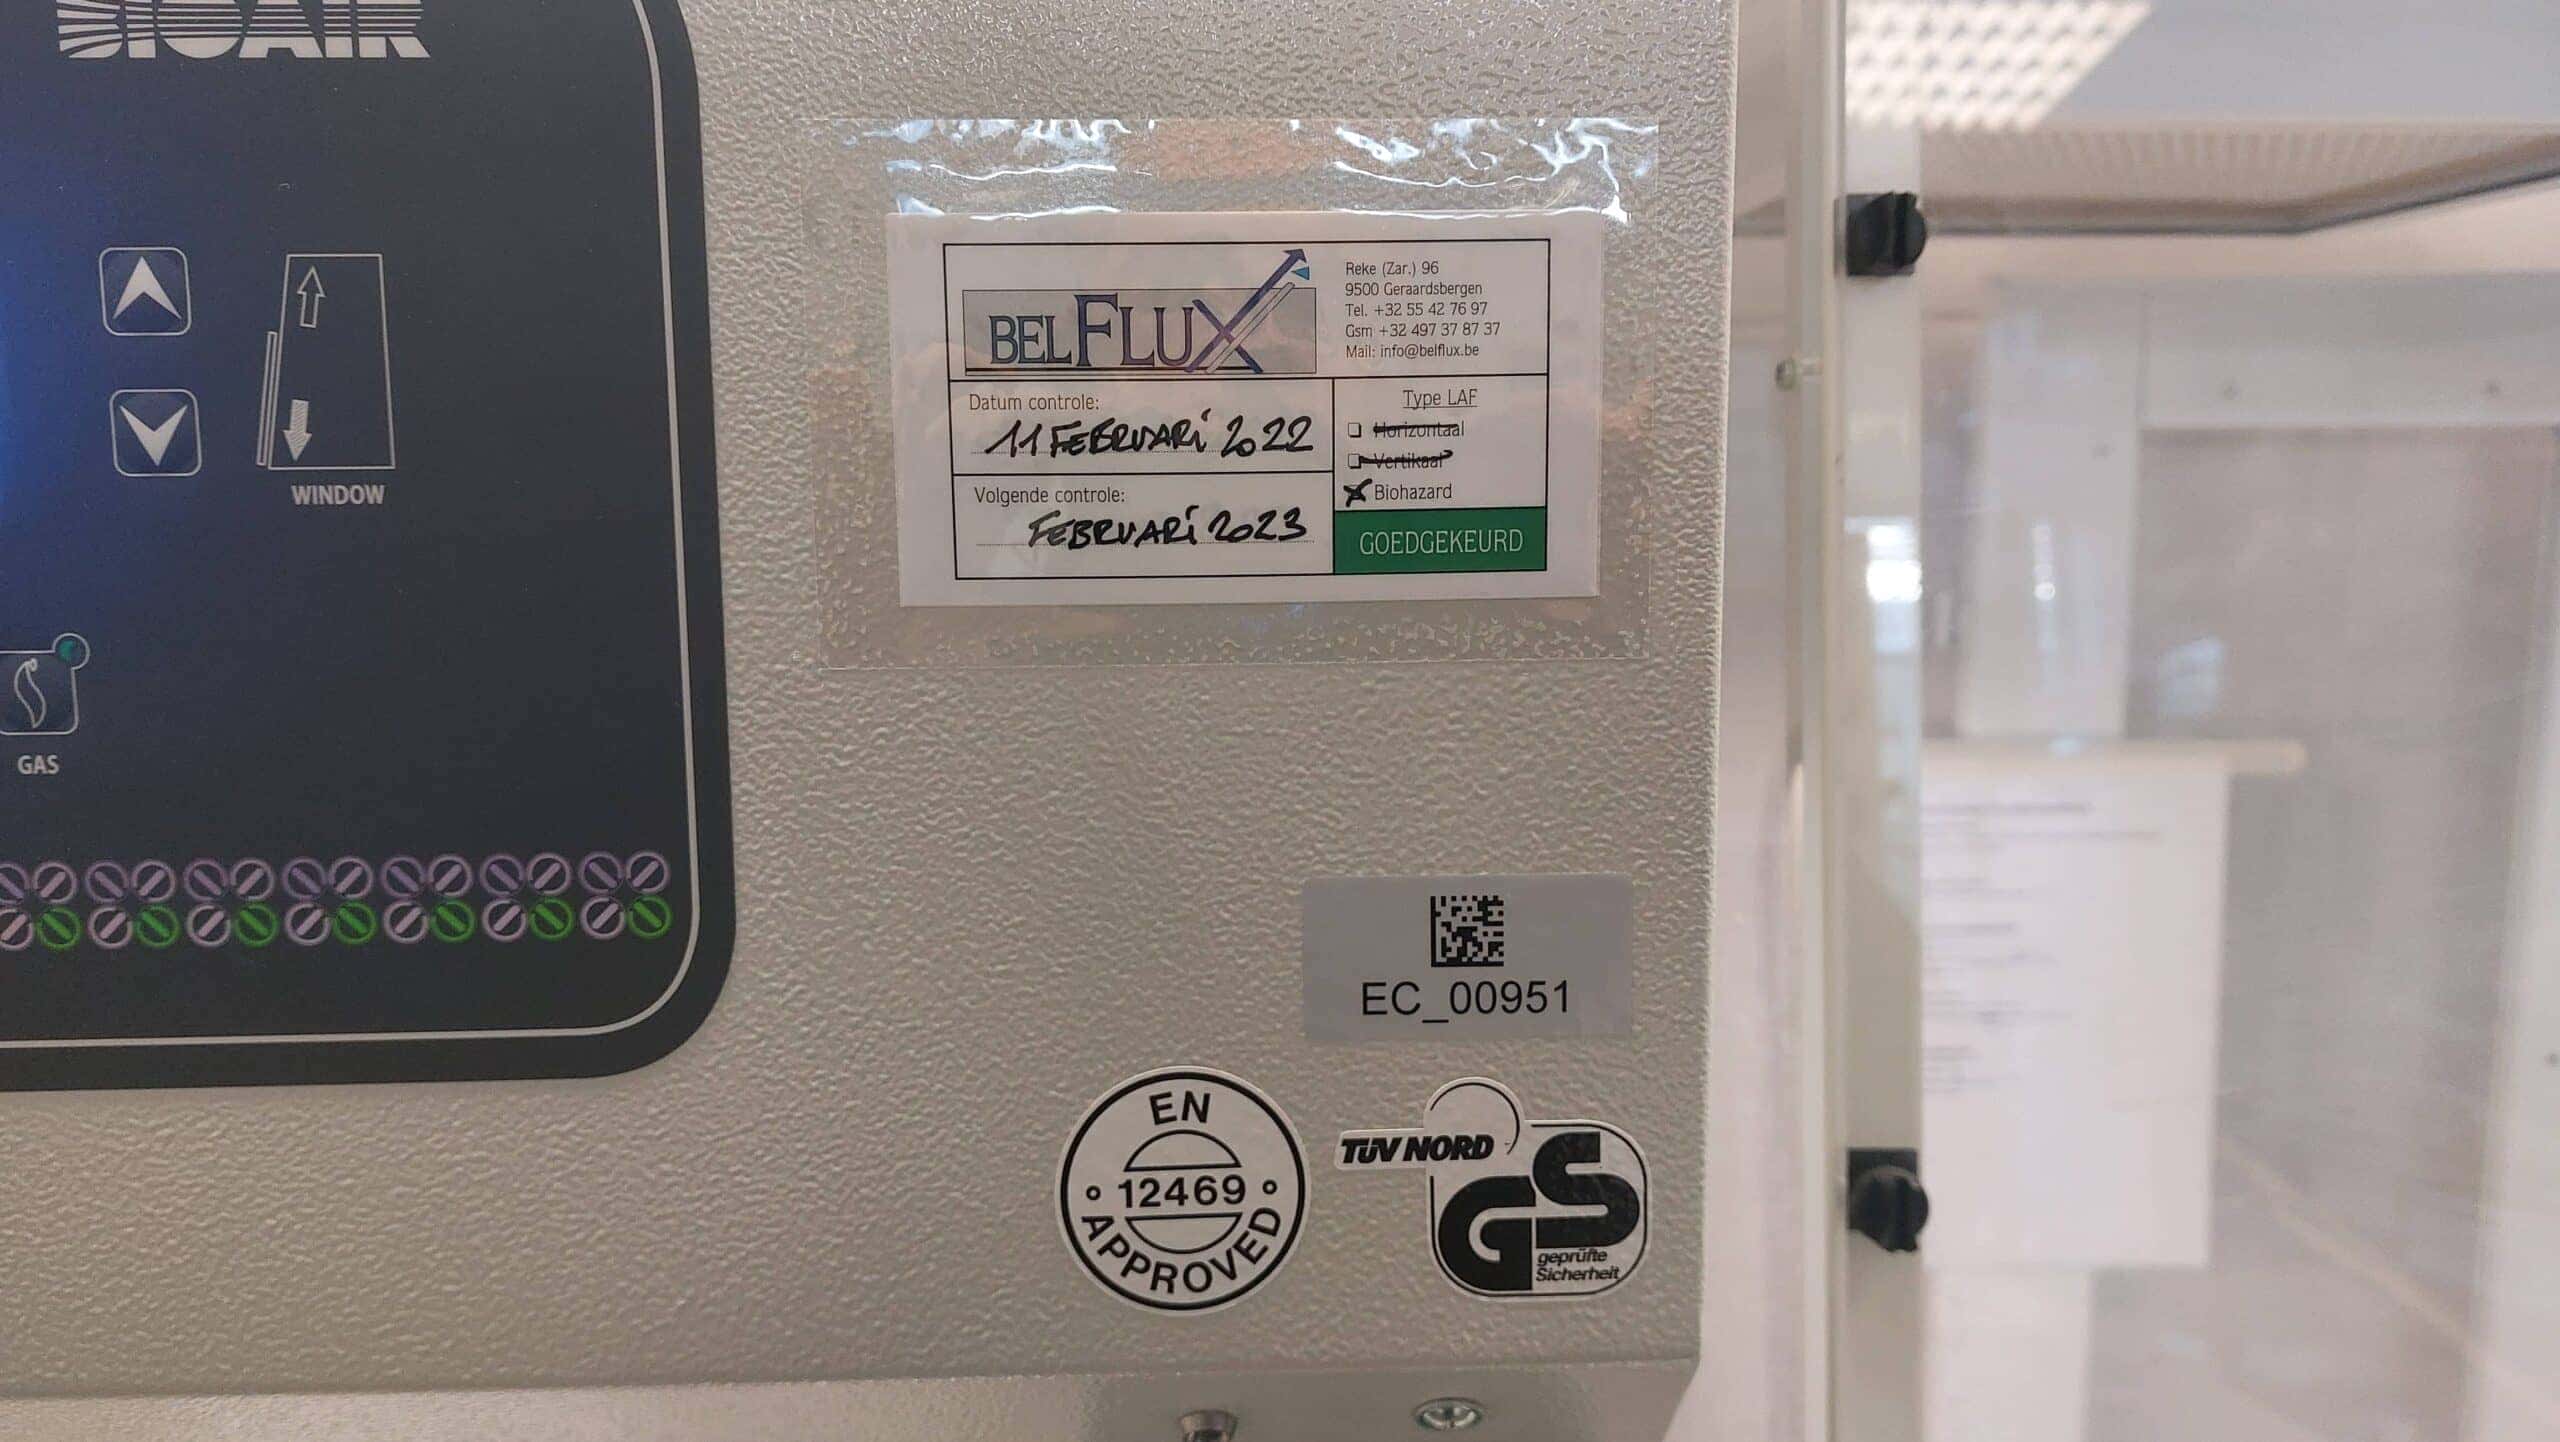 BIOAIR
WINDOW
GAS
BELFLUX
Reke (Zar.) 96
9500 Geraardsbergen
Tel. +32 55 42 76 97
Gsm +32 497 37 87 37
Mail: info@belflux.be
Datum controle:
11 FEBRUARI 2022
Volgende controle:
FEBRUARI 2023
Type LAF
Horizontaal
Vertikaal
Biohazard
GOEDGEKEURD
EC_00951
EN
12469
APPROVED
TÜV NORD
GS
geprüfte
Sicherheit